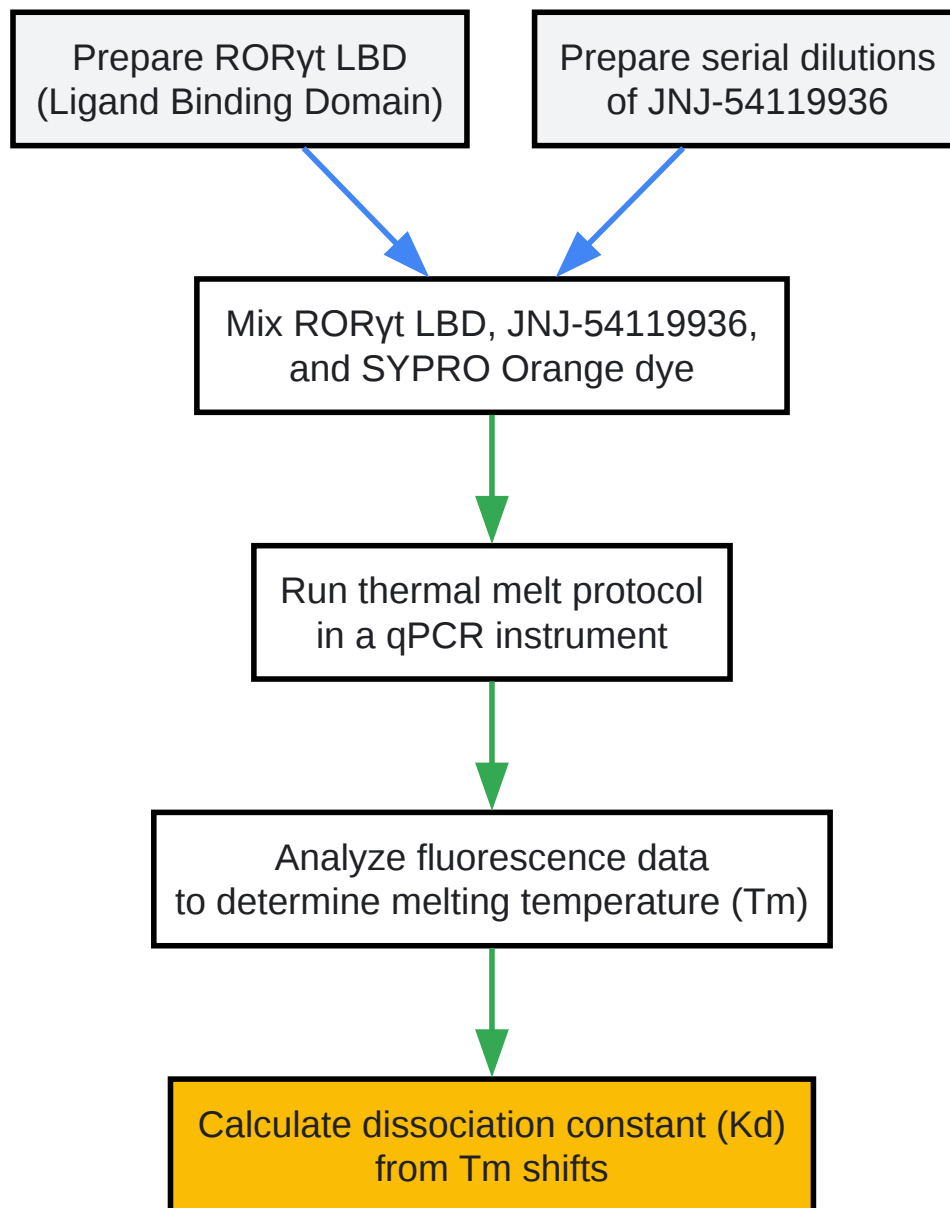 Prepare RORγt LBD
(Ligand Binding Domain)
Prepare serial dilutions
of JNJ-54119936
Mix RORγt LBD, JNJ-54119936,
and SYPRO Orange dye
Run thermal melt protocol
in a qPCR instrument
Analyze fluorescence data
to determine melting temperature (Tm)
Calculate dissociation constant (Kd)
from Tm shifts